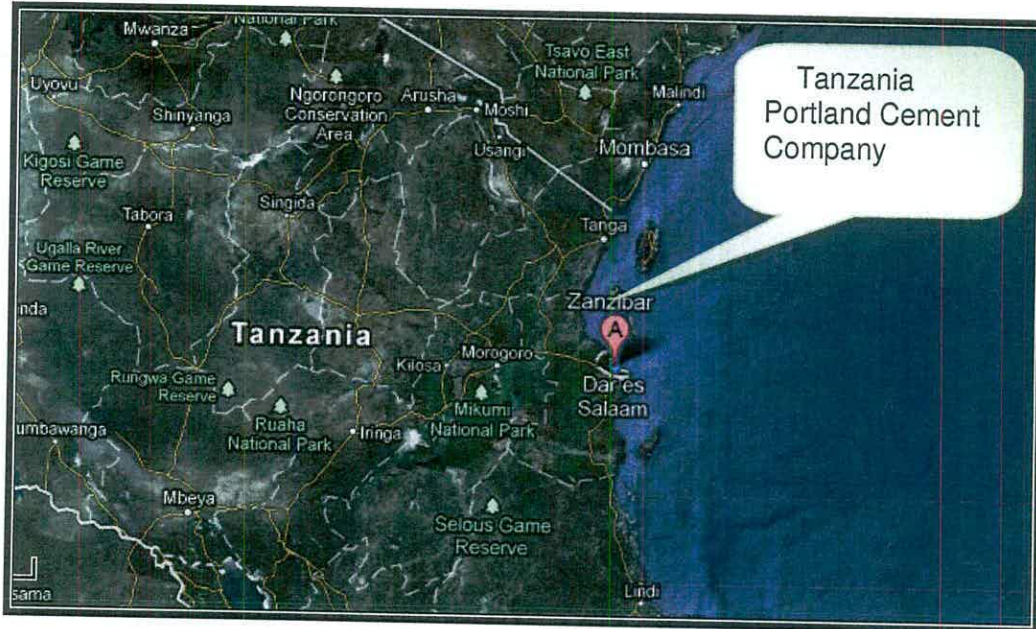 National Park
Mwanza
Tsavo East
National Park
Uyovu
Ngorongoro
Conservation
Area
Arusha
Moshi
Malindi
Shinyanga
Usangi
Mombasa
Kigosi Game
Reserve
Tanzania
Portland Cement
Company
Singida
Tabora
Tanga
Ugalla River
Game Reserve
nda
Zanzibar
A
Tanzania
Kilosa
Morogoro
Rungwa Game
Reserve
Dar es
Salaam
Ruaha
National Park
Mikumi
National Park
umbawanga
Iringa
Mbeya
Selous Game
Reserve
sama
Lindi